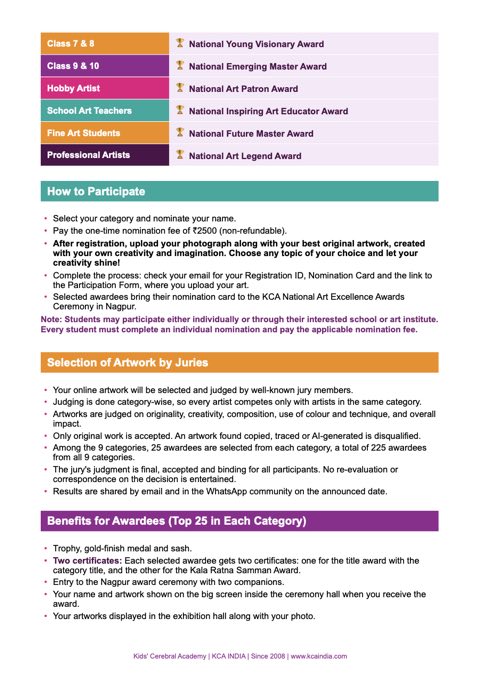 Class 7 & 8 🏆 National Young Visionary Award
Class 9 & 10 🏆 National Emerging Master Award
Hobby Artist 🏆 National Art Patron Award
School Art Teachers 🏆 National Inspiring Art Educator Award
Fine Art Students 🏆 National Future Master Award
Professional Artists 🏆 National Art Legend Award
How to Participate
• Select your category and nominate your name.
• Pay the one-time nomination fee of ₹2500 (non-refundable).
• After registration, upload your photograph along with your best original artwork, created
with your own creativity and imagination. Choose any topic of your choice and let your
creativity shine!
• Complete the process: check your email for your Registration ID, Nomination Card and the link to
the Participation Form, where you upload your art.
• Selected awardees bring their nomination card to the KCA National Art Excellence Awards
Ceremony in Nagpur.
Note: Students may participate either individually or through their interested school or art institute.
Every student must complete an individual nomination and pay the applicable nomination fee.
Selection of Artwork by Juries
• Your online artwork will be selected and judged by well-known jury members.
• Judging is done category-wise, so every artist competes only with artists in the same category.
• Artworks are judged on originality, creativity, composition, use of colour and technique, and overall
impact.
• Only original work is accepted. An artwork found copied, traced or AI-generated is disqualified.
• Among the 9 categories, 25 awardees are selected from each category, a total of 225 awardees
from all 9 categories.
• The jury's judgment is final, accepted and binding for all participants. No re-evaluation or
correspondence on the decision is entertained.
• Results are shared by email and in the WhatsApp community on the announced date.
Benefits for Awardees (Top 25 in Each Category)
• Trophy, gold-finish medal and sash.
• Two certificates: Each selected awardee gets two certificates: one for the title award with the
category title, and the other for the Kala Ratna Samman Award.
• Entry to the Nagpur award ceremony with two companions.
• Your name and artwork shown on the big screen inside the ceremony hall when you receive the
award.
• Your artworks displayed in the exhibition hall along with your photo.
Kids' Cerebral Academy | KCA INDIA | Since 2008 | www.kcaindia.com